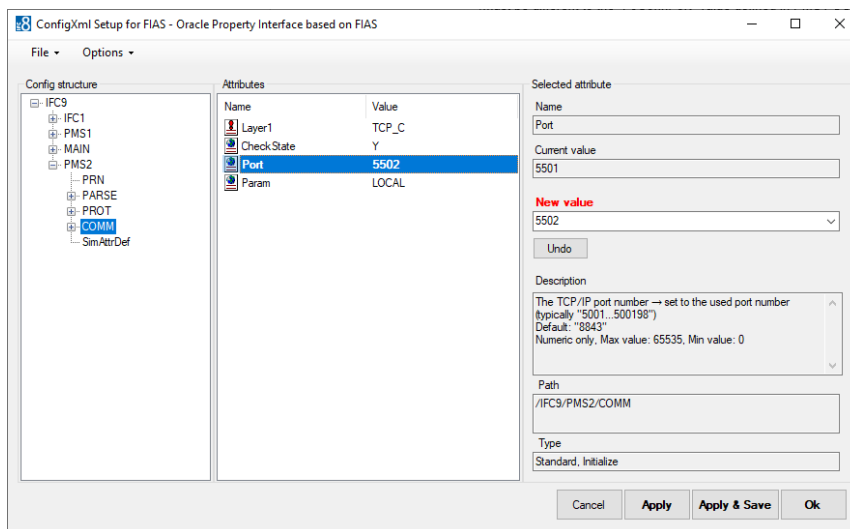 ConfigXml Setup for FIAS - Oracle Property Interface based on FIAS
File Options
Config structure
IFC9
IFC1
PMS1
MAIN
PMS2
PRN
PARSE
PROT
COMM
SimAttrDef
Attributes
Name Value
Layer1 TCP_C
CheckState Y
Port 5502
Param LOCAL
Selected attribute
Name
Port
Current value
5501
New value
5502
Undo
Description
The TCP/IP port number → set to the used port number
(typically "5001...500198")
Default: "8843"
Numeric only, Max value: 65535, Min value: 0
Path
/IFC9/PMS2/COMM
Type
Standard, Initialize
Cancel Apply Apply & Save Ok